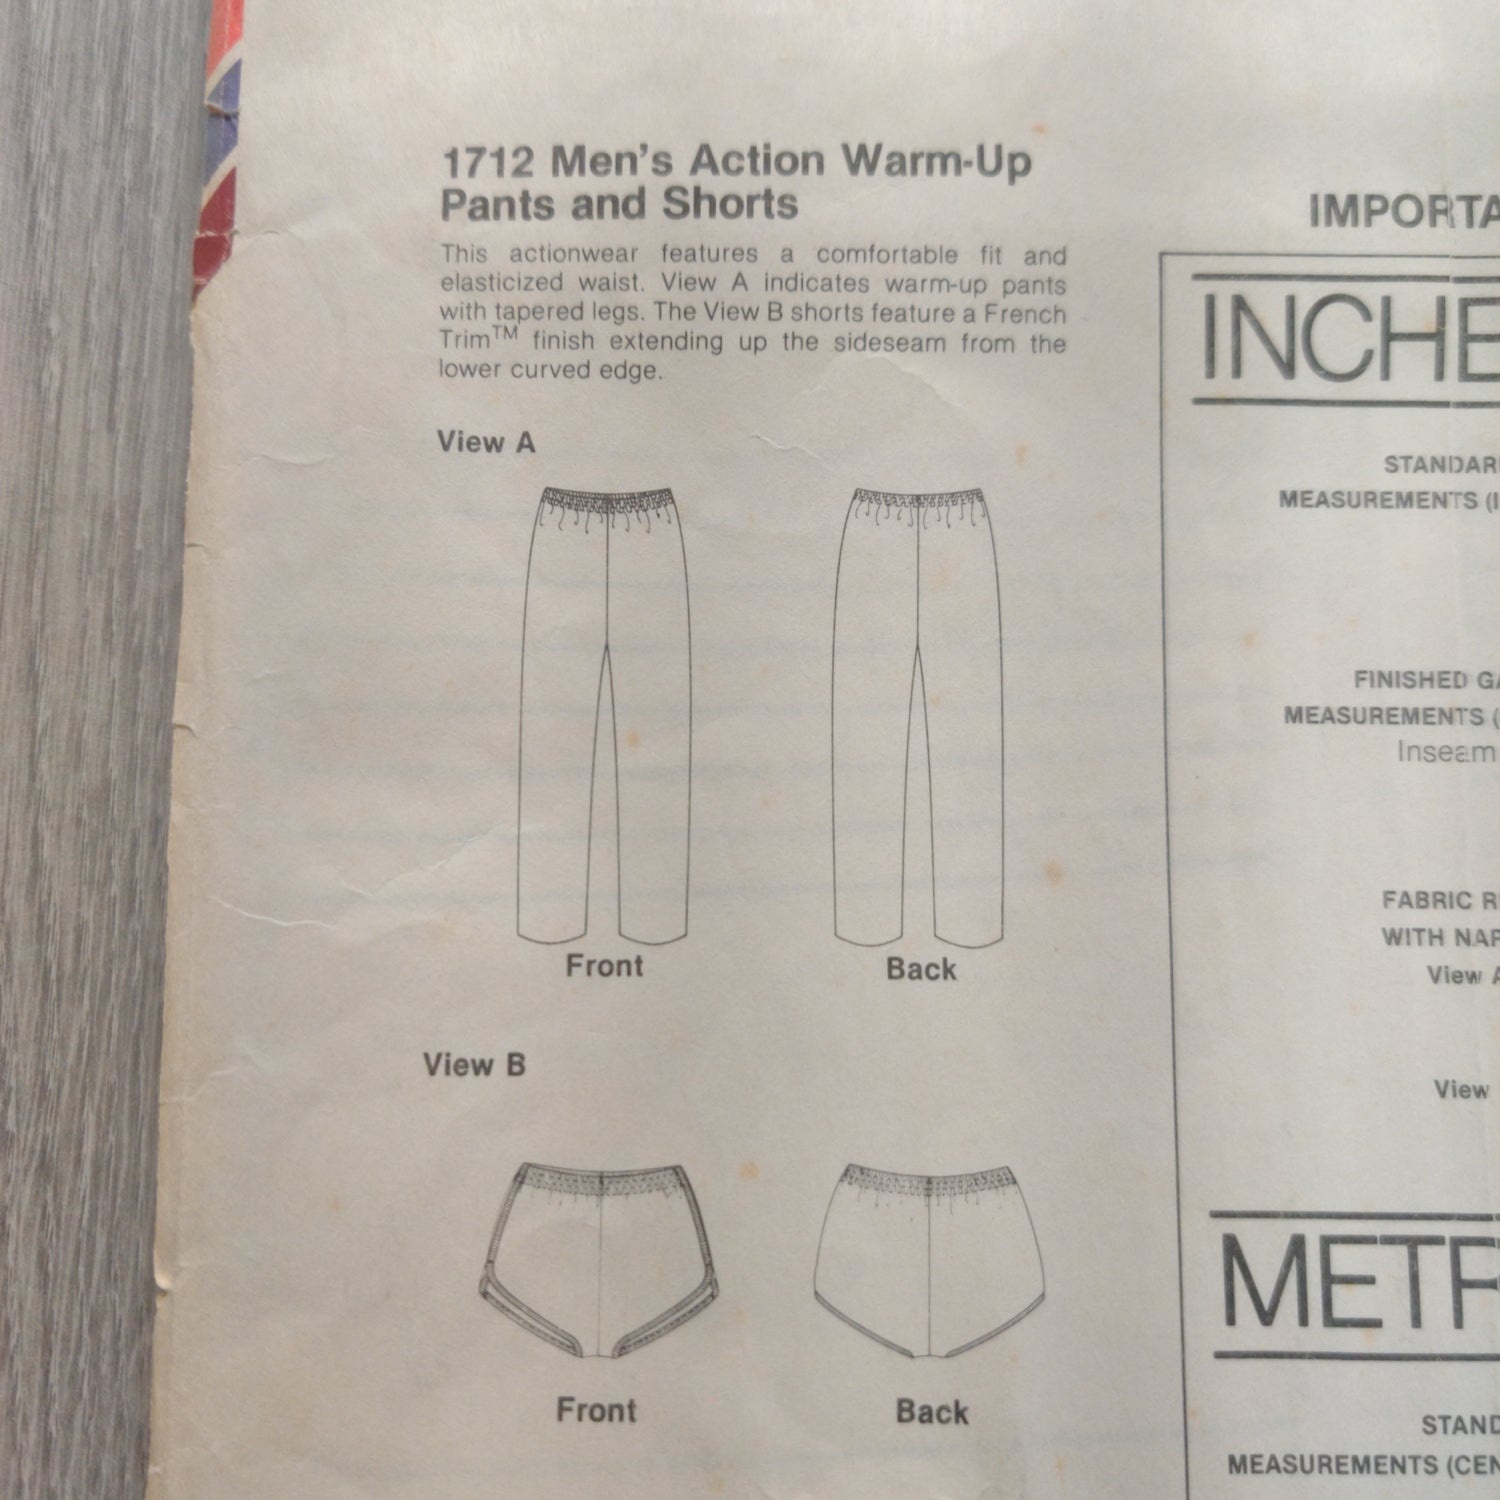 1712 Men's Action Warm-Up
Pants and Shorts
This actionwear features a comfortable fit and
elasticized waist. View A indicates warm-up pants
with tapered legs. The View B shorts feature a French
Trim™ finish extending up the sideseam from the
lower curved edge.
View A
Front
Back
View B
Front
Back
IMPORTA
INCHE
STANDAR
MEASUREMENTS (I
FINISHED GA
MEASUREMENTS (
Inseam
FABRIC R
WITH NAP
View A
View
METR
STAND
MEASUREMENTS (CEN